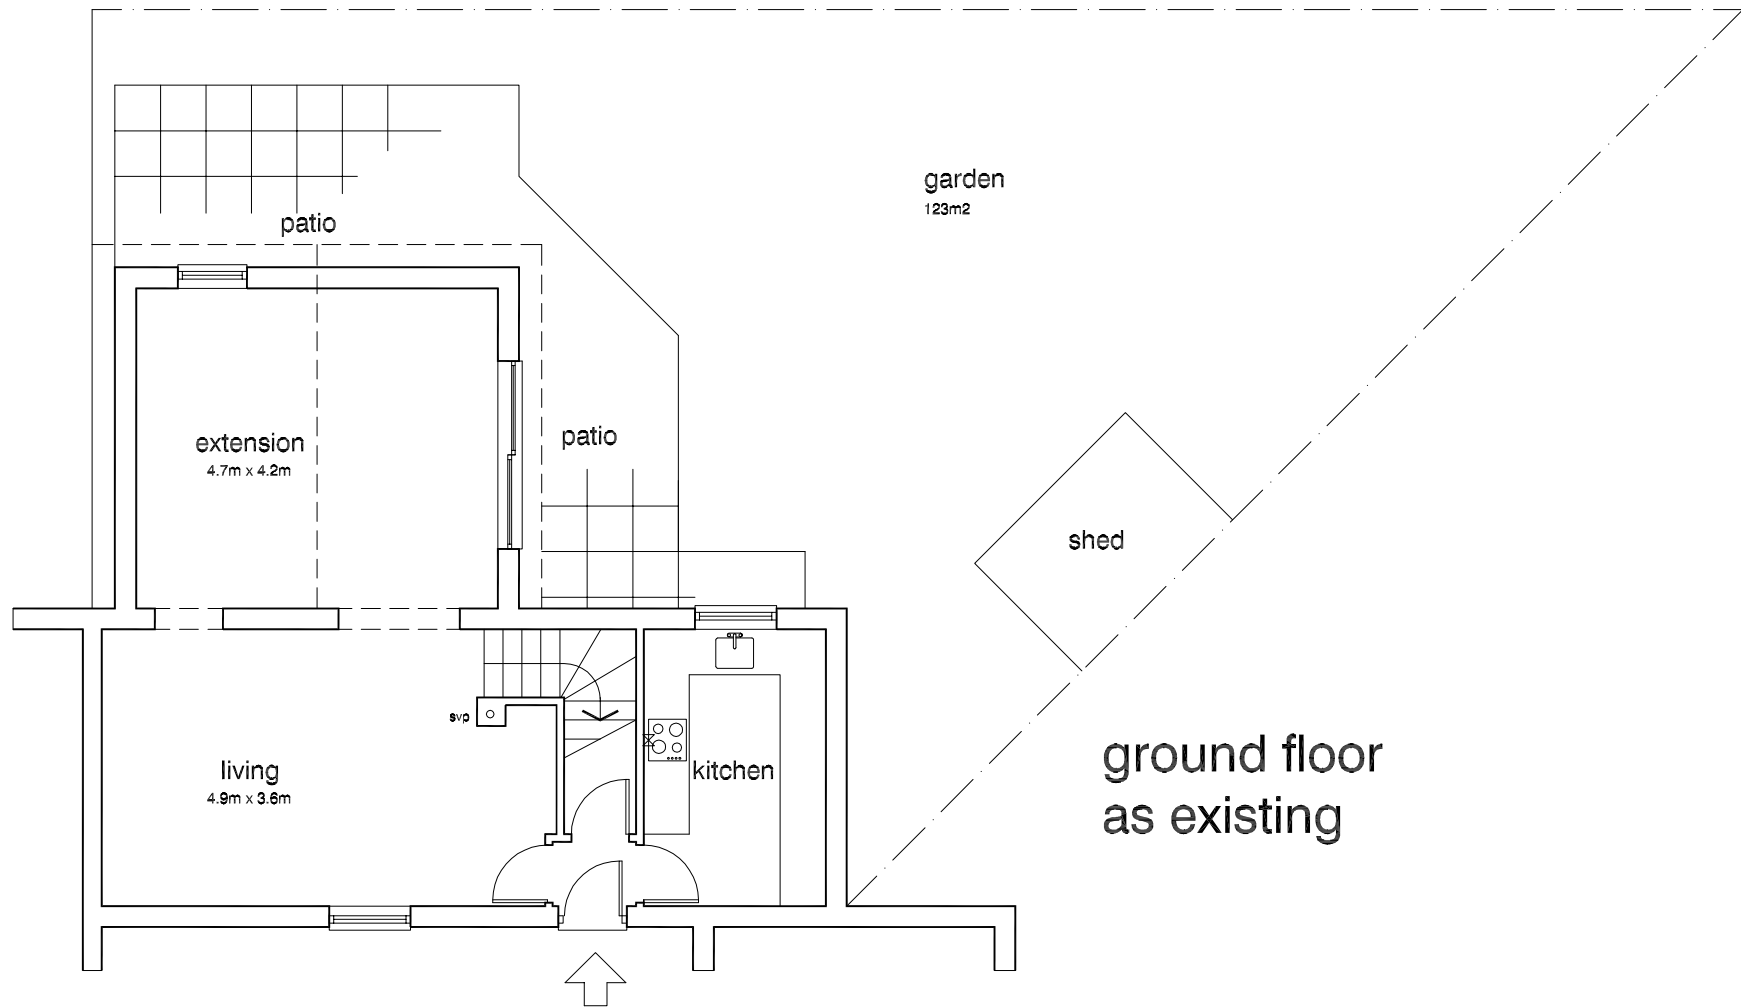 garden
123m2
patio
extension
4.7m x 4.2m
patio
shed
svp
living
4.9m x 3.6m
kitchen
ground floor
as existing